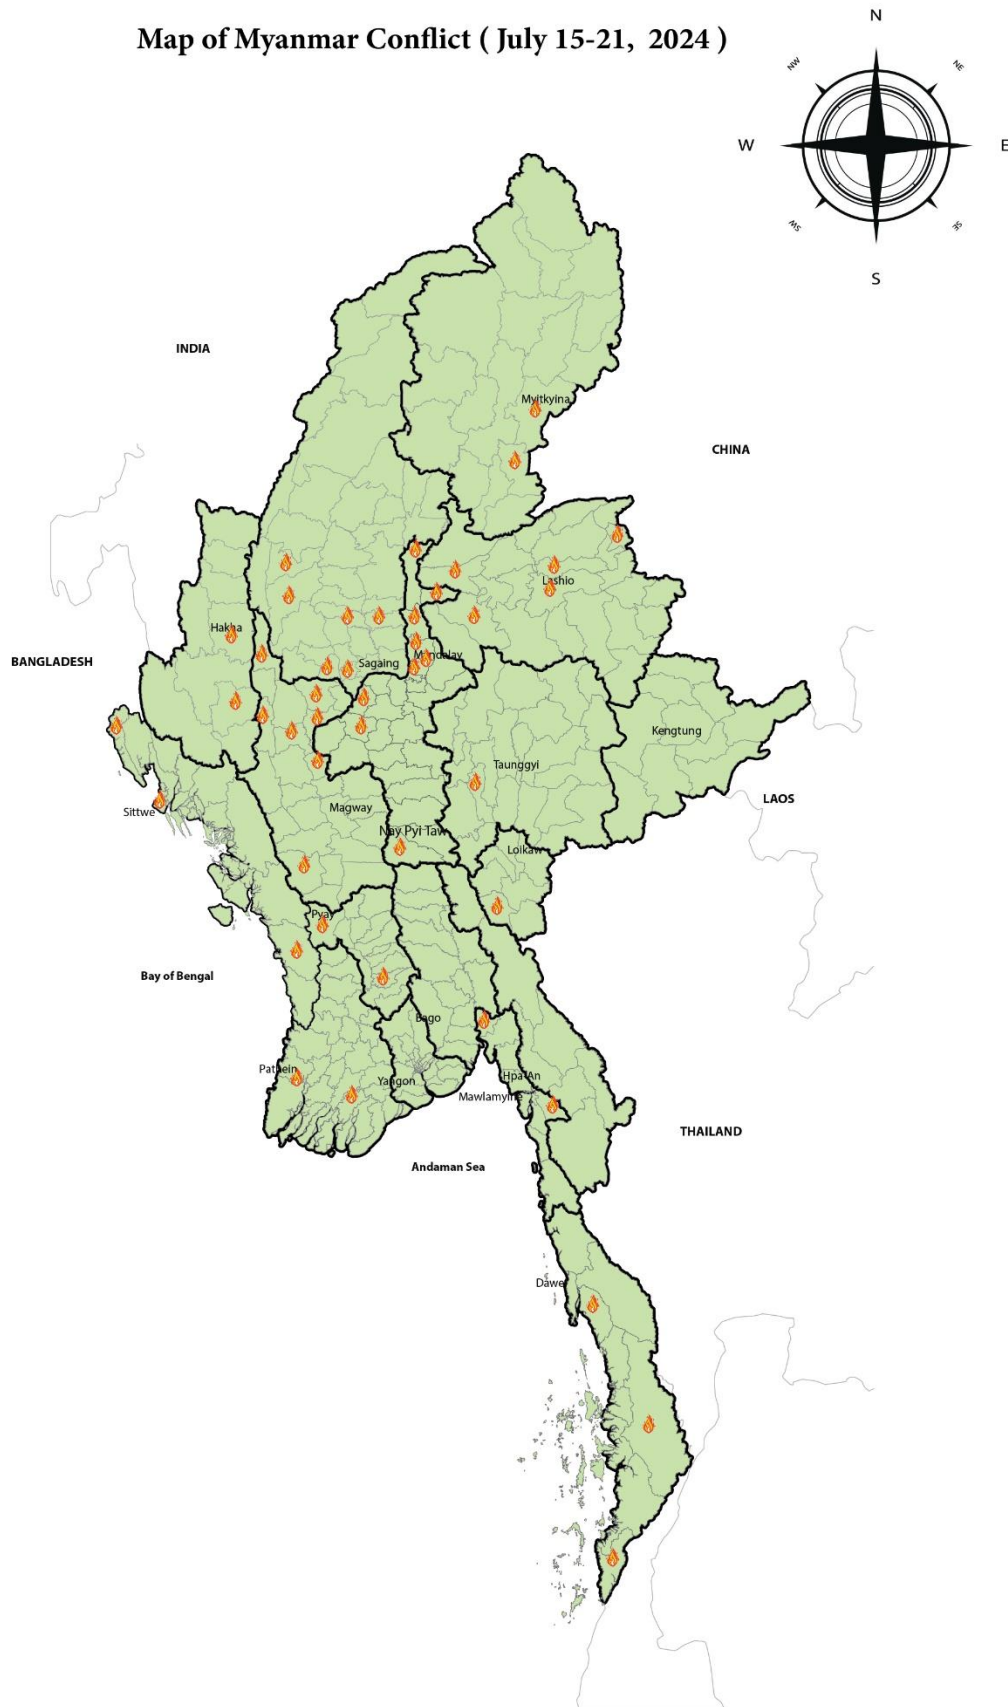 Map of Myanmar Conflict ( July 15-21, 2024 )
N
NW
NE
W
E
SW
SE
S
INDIA
Myitkyina
CHINA
Lashio
Hakha
Mandalay
Sagaing
BANGLADESH
Kengtung
Taunggyi
LAOS
Magway
Sittwe
Nay Pyi Taw
Loikaw
Pyay
Bay of Bengal
Bago
Pathein
Hpa-An
Yangon
Mawlamyine
THAILAND
Andaman Sea
Dawei